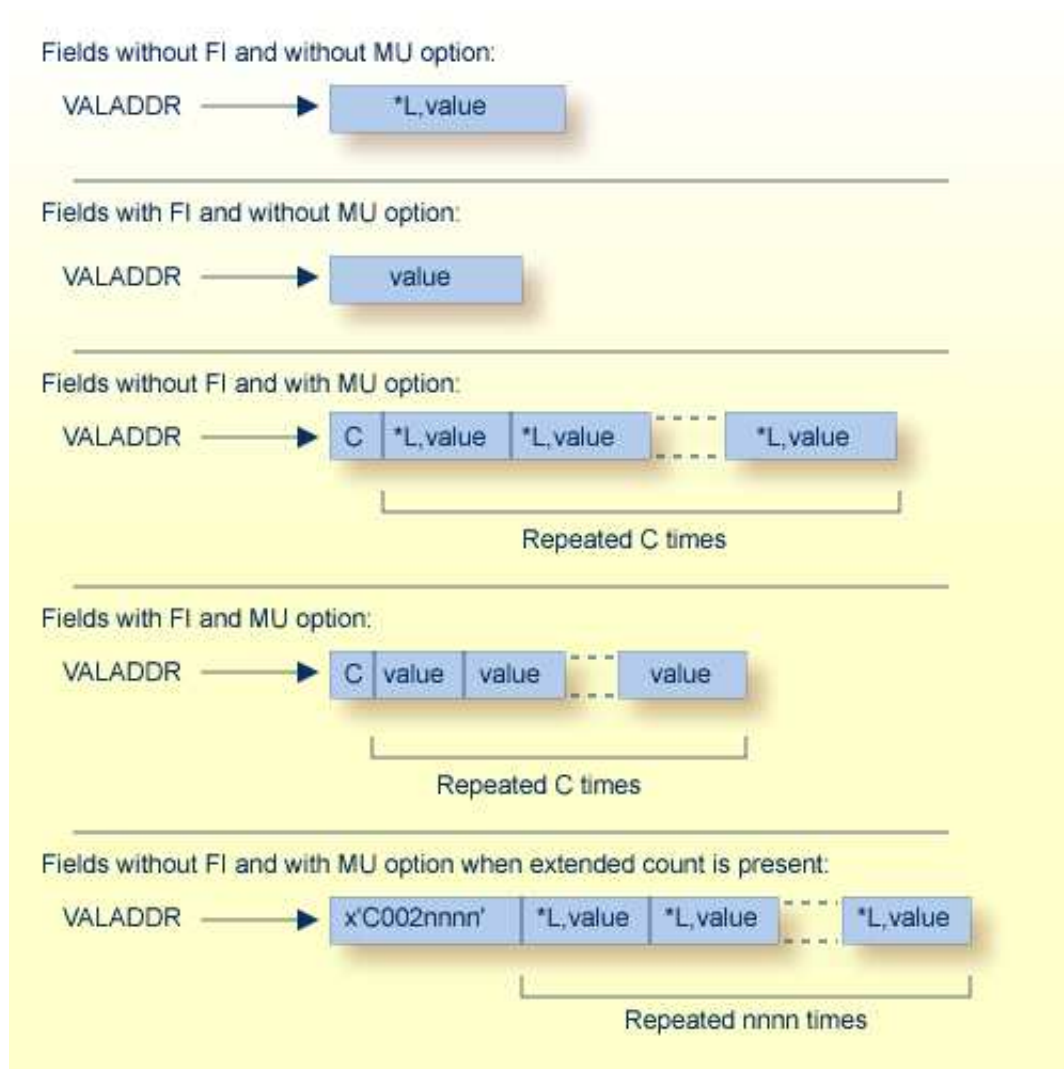 Fields without FI and without MU option:
VALADDR *L,value
Fields with FI and without MU option:
VALADDR value
Fields without FI and with MU option:
VALADDR C *L,value *L,value *L,value
Repeated C times
Fields with FI and MU option:
VALADDR C value value value
Repeated C times
Fields without FI and with MU option when extended count is present:
VALADDR x'C002nnnn' *L,value *L,value *L,value
Repeated nnnn times